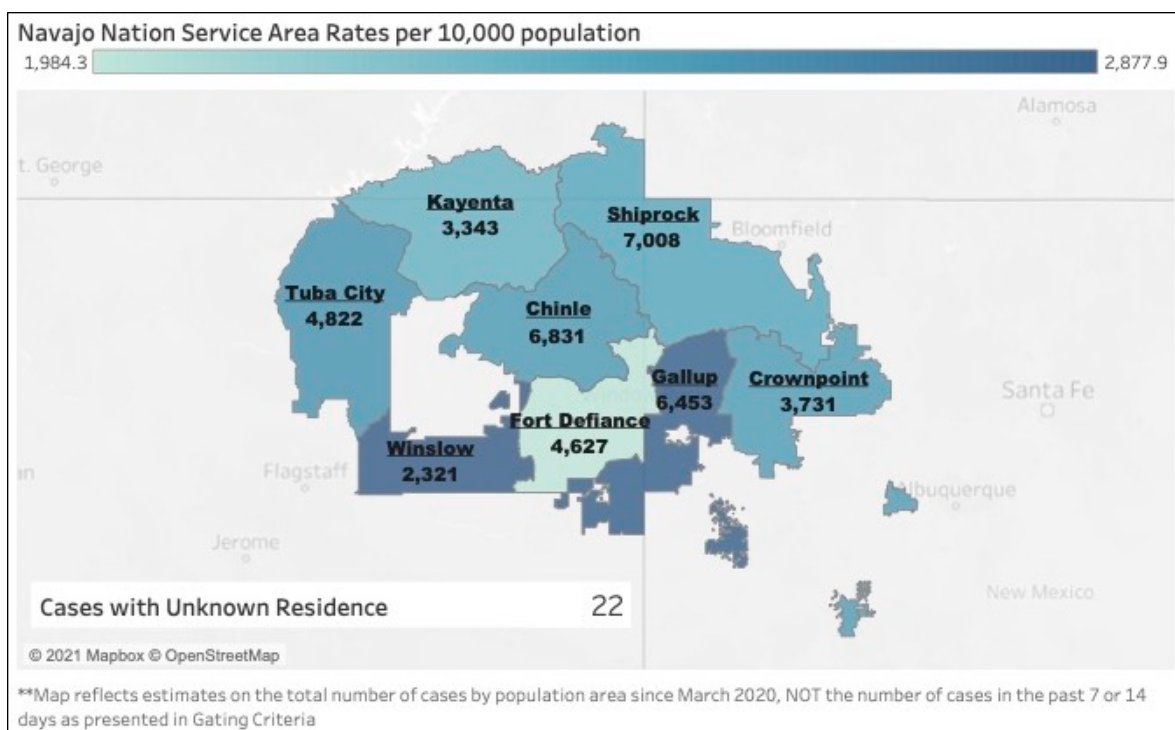 Navajo Nation Service Area Rates per 10,000 population
1,984.3
2,877.9
Alamosa
t. George
Kayenta
3,343
Shiprock
7,008
Bloomfield
Tuba City
4,822
Chinle
6,831
Gallup
6,453
Crownpoint
3,731
Santa Fe
Fort Defiance
4,627
Winslow
2,321
an
Flagstaff
Albuquerque
Jerome
New Mexico
Cases with Unknown Residence 22
© 2021 Mapbox © OpenStreetMap
**Map reflects estimates on the total number of cases by population area since March 2020, NOT the number of cases in the past 7 or 14
days as presented in Gating Criteria